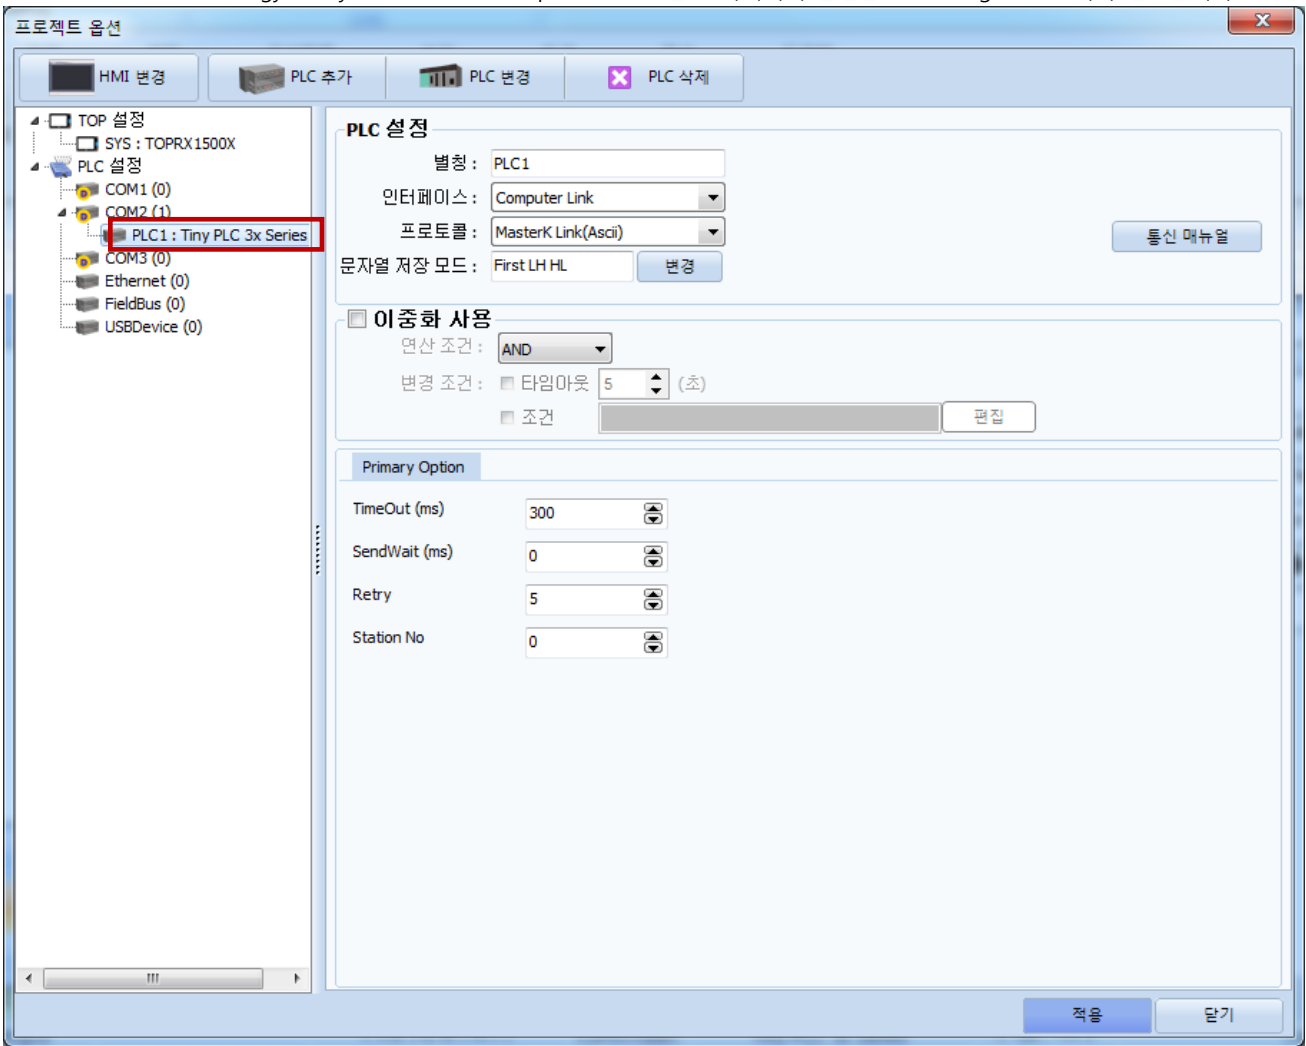 프로젝트 옵션
HMI 변경
PLC 추가
PLC 변경
PLC 삭제
TOP 설정
SYS : TOPRX1500X
PLC 설정
COM1 (0)
COM2 (1)
PLC1 : Tiny PLC 3x Series
COM3 (0)
Ethernet (0)
FieldBus (0)
USBDevice (0)
PLC 설정
별칭 : PLC1
인터페이스 : Computer Link
프로토콜 : MasterK Link(Ascii)
통신 매뉴얼
문자열 저장 모드 : First LH HL 변경
이중화 사용
연산 조건 : AND
변경 조건 : 타임아웃 5 (초)
조건 편집
Primary Option
TimeOut (ms) 300
SendWait (ms) 0
Retry 5
Station No 0
적용 닫기